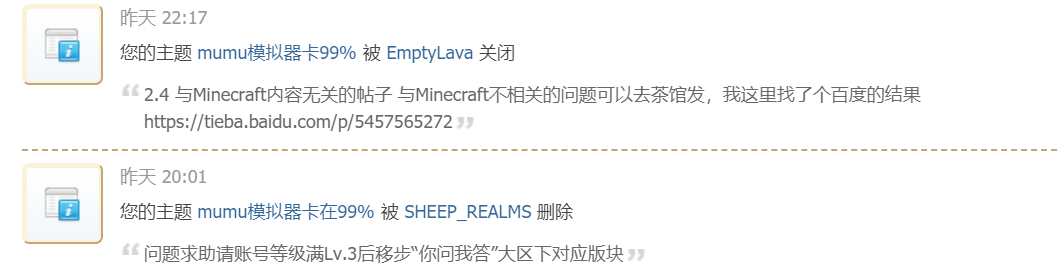 昨天 22:17
您的主题 mumu模拟器卡99% 被 EmptyLava 关闭
“ 2.4 与Minecraft内容无关的帖子 与Minecraft不相关的问题可以去茶馆发，我这里找了个百度的结果
https://tieba.baidu.com/p/5457565272 ”
昨天 20:01
您的主题 mumu模拟器卡在99% 被 SHEEP_REALMS 删除
“ 问题求助请账号等级满Lv.3后移步“你问我答”大区下对应版块 ”